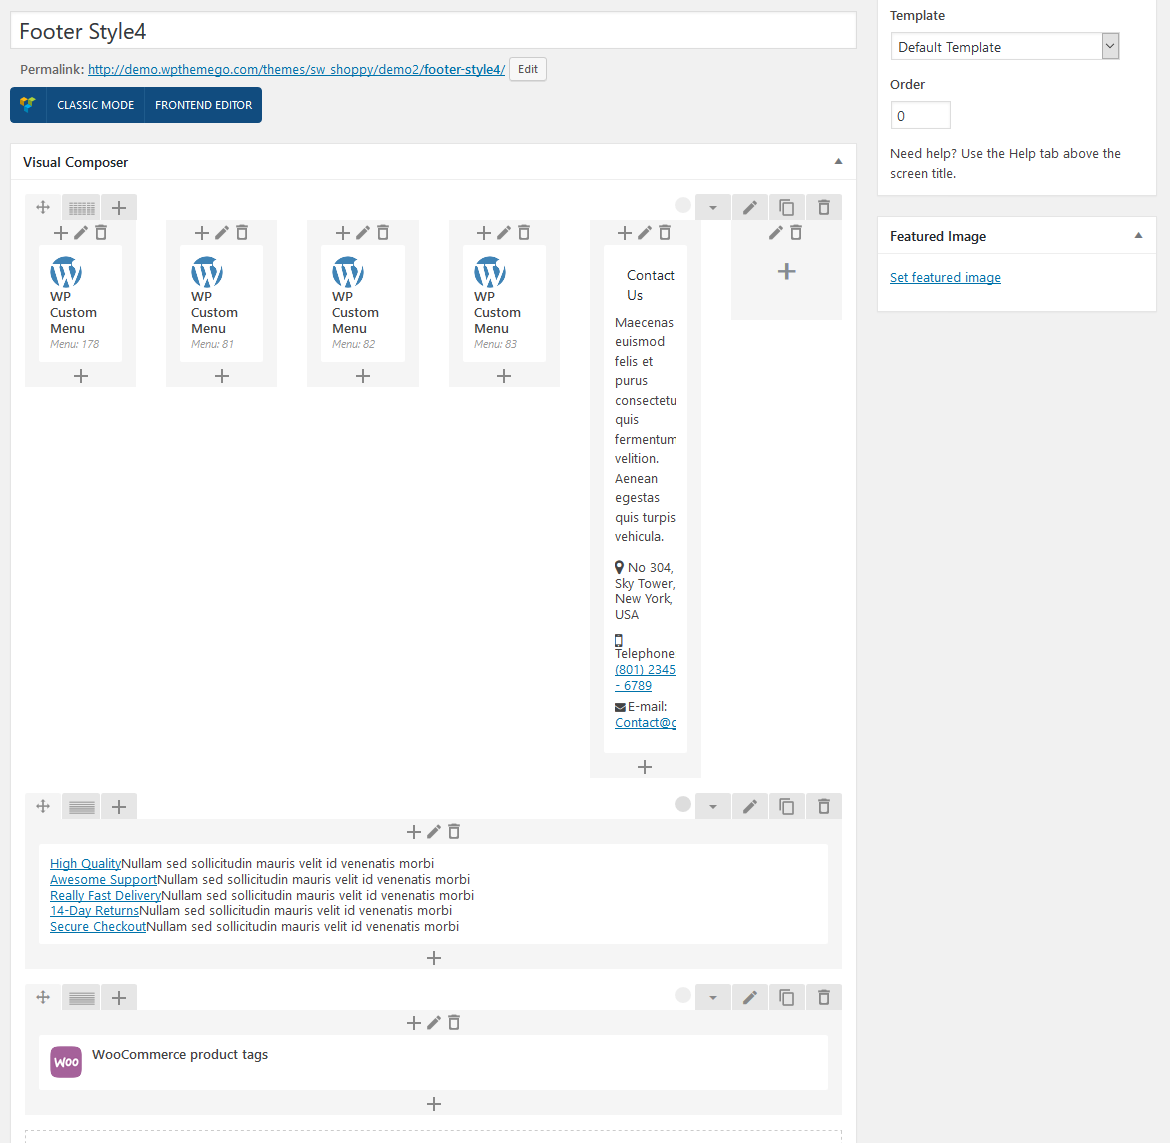 Footer Style4
Permalink: http://demo.wpthemego.com/themes/sw_shoppy/demo2/footer-style4/ Edit
CLASSIC MODE FRONTEND EDITOR
Visual Composer
WP
Custom
Menu
Menu: 178
WP
Custom
Menu
Menu: 81
WP
Custom
Menu
Menu: 82
WP
Custom
Menu
Menu: 83
Contact
Us
Maecenas
euismod
felis et
purus
consectetu
quis
fermentum
velition.
Aenean
egestas
quis turpis
vehicula.
No 304,
Sky Tower,
New York,
USA
Telephone
(801) 2345
- 6789
E-mail:
Contact@g
High QualityNullam sed sollicitudin mauris velit id venenatis morbi
Awesome SupportNullam sed sollicitudin mauris velit id venenatis morbi
Really Fast DeliveryNullam sed sollicitudin mauris velit id venenatis morbi
14-Day ReturnsNullam sed sollicitudin mauris velit id venenatis morbi
Secure CheckoutNullam sed sollicitudin mauris velit id venenatis morbi
Woo WooCommerce product tags
Template
Default Template
Order
0
Need help? Use the Help tab above the
screen title.
Featured Image
Set featured image